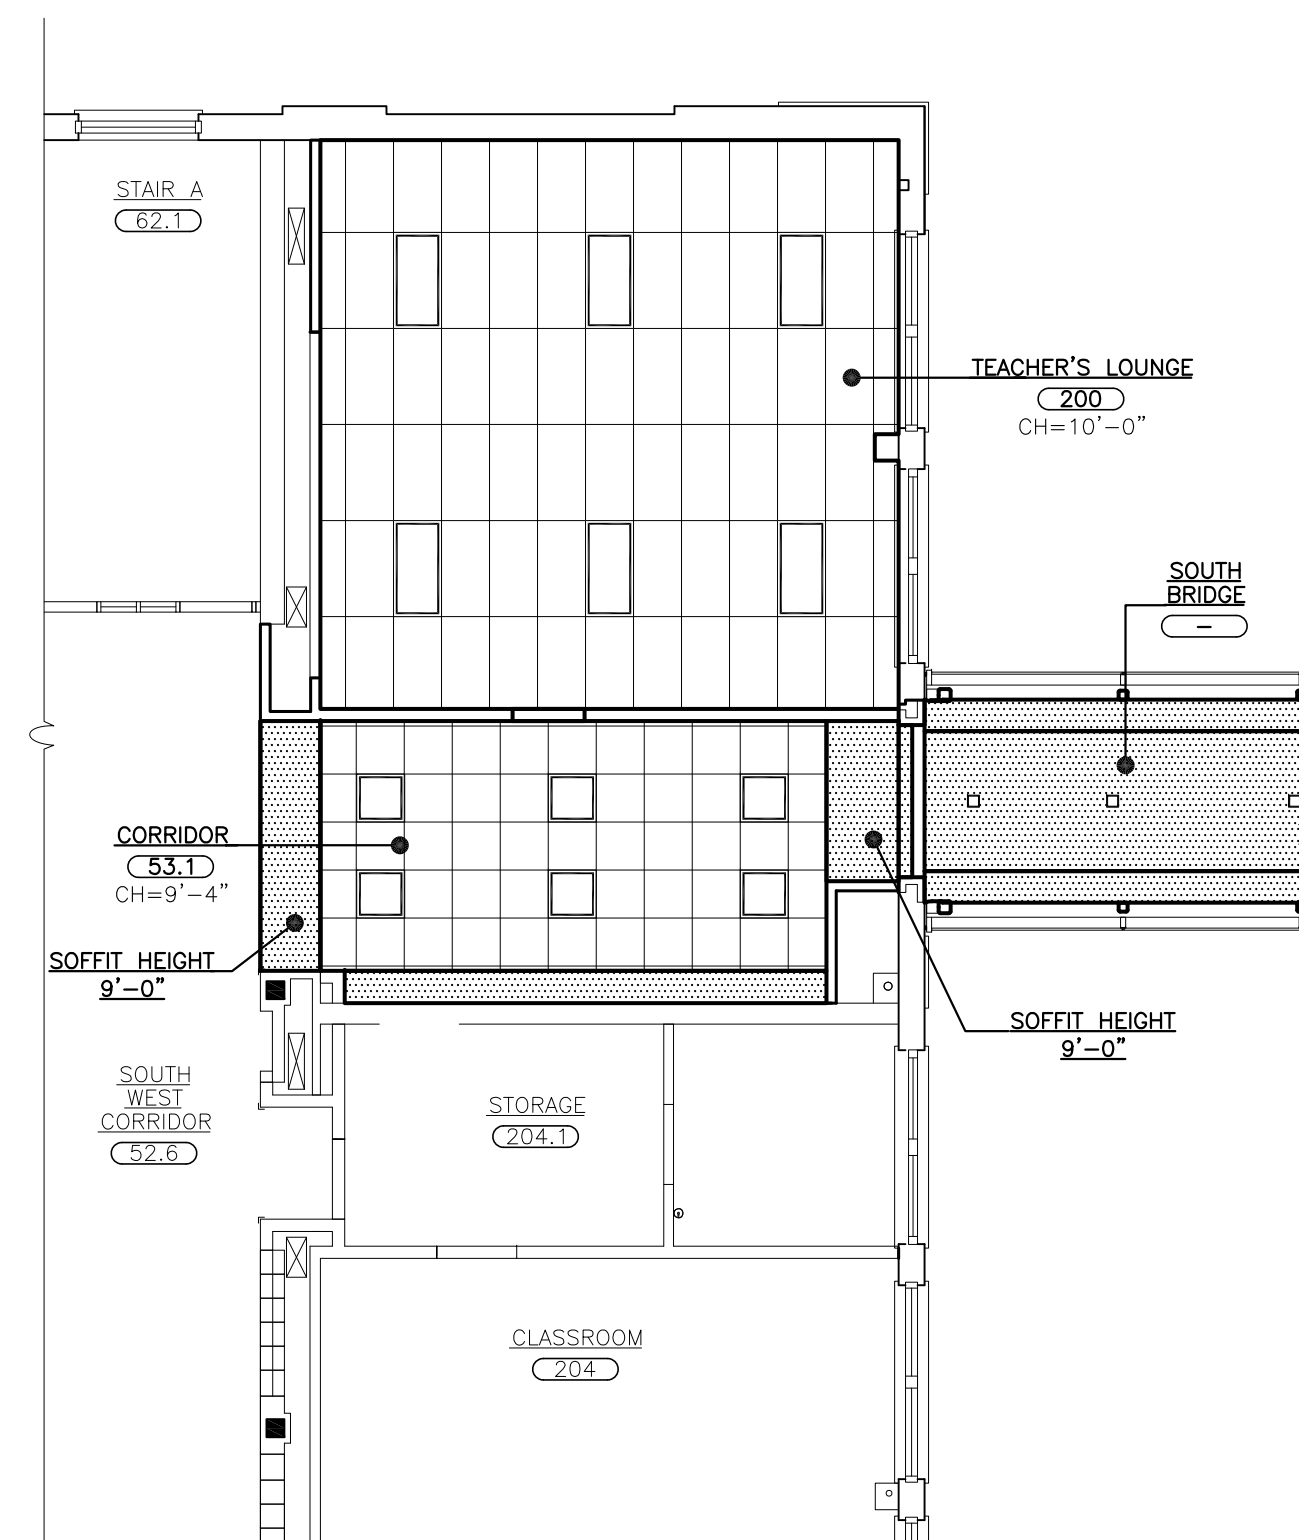 STAIR A
62.1
TEACHER'S LOUNGE
200
CH=10'-0"
SOUTH
BRIDGE
-
CORRIDOR
53.1
CH=9'-4"
SOFFIT HEIGHT
9'-0"
SOFFIT HEIGHT
9'-0"
SOUTH
WEST
CORRIDOR
52.6
STORAGE
204.1
CLASSROOM
204